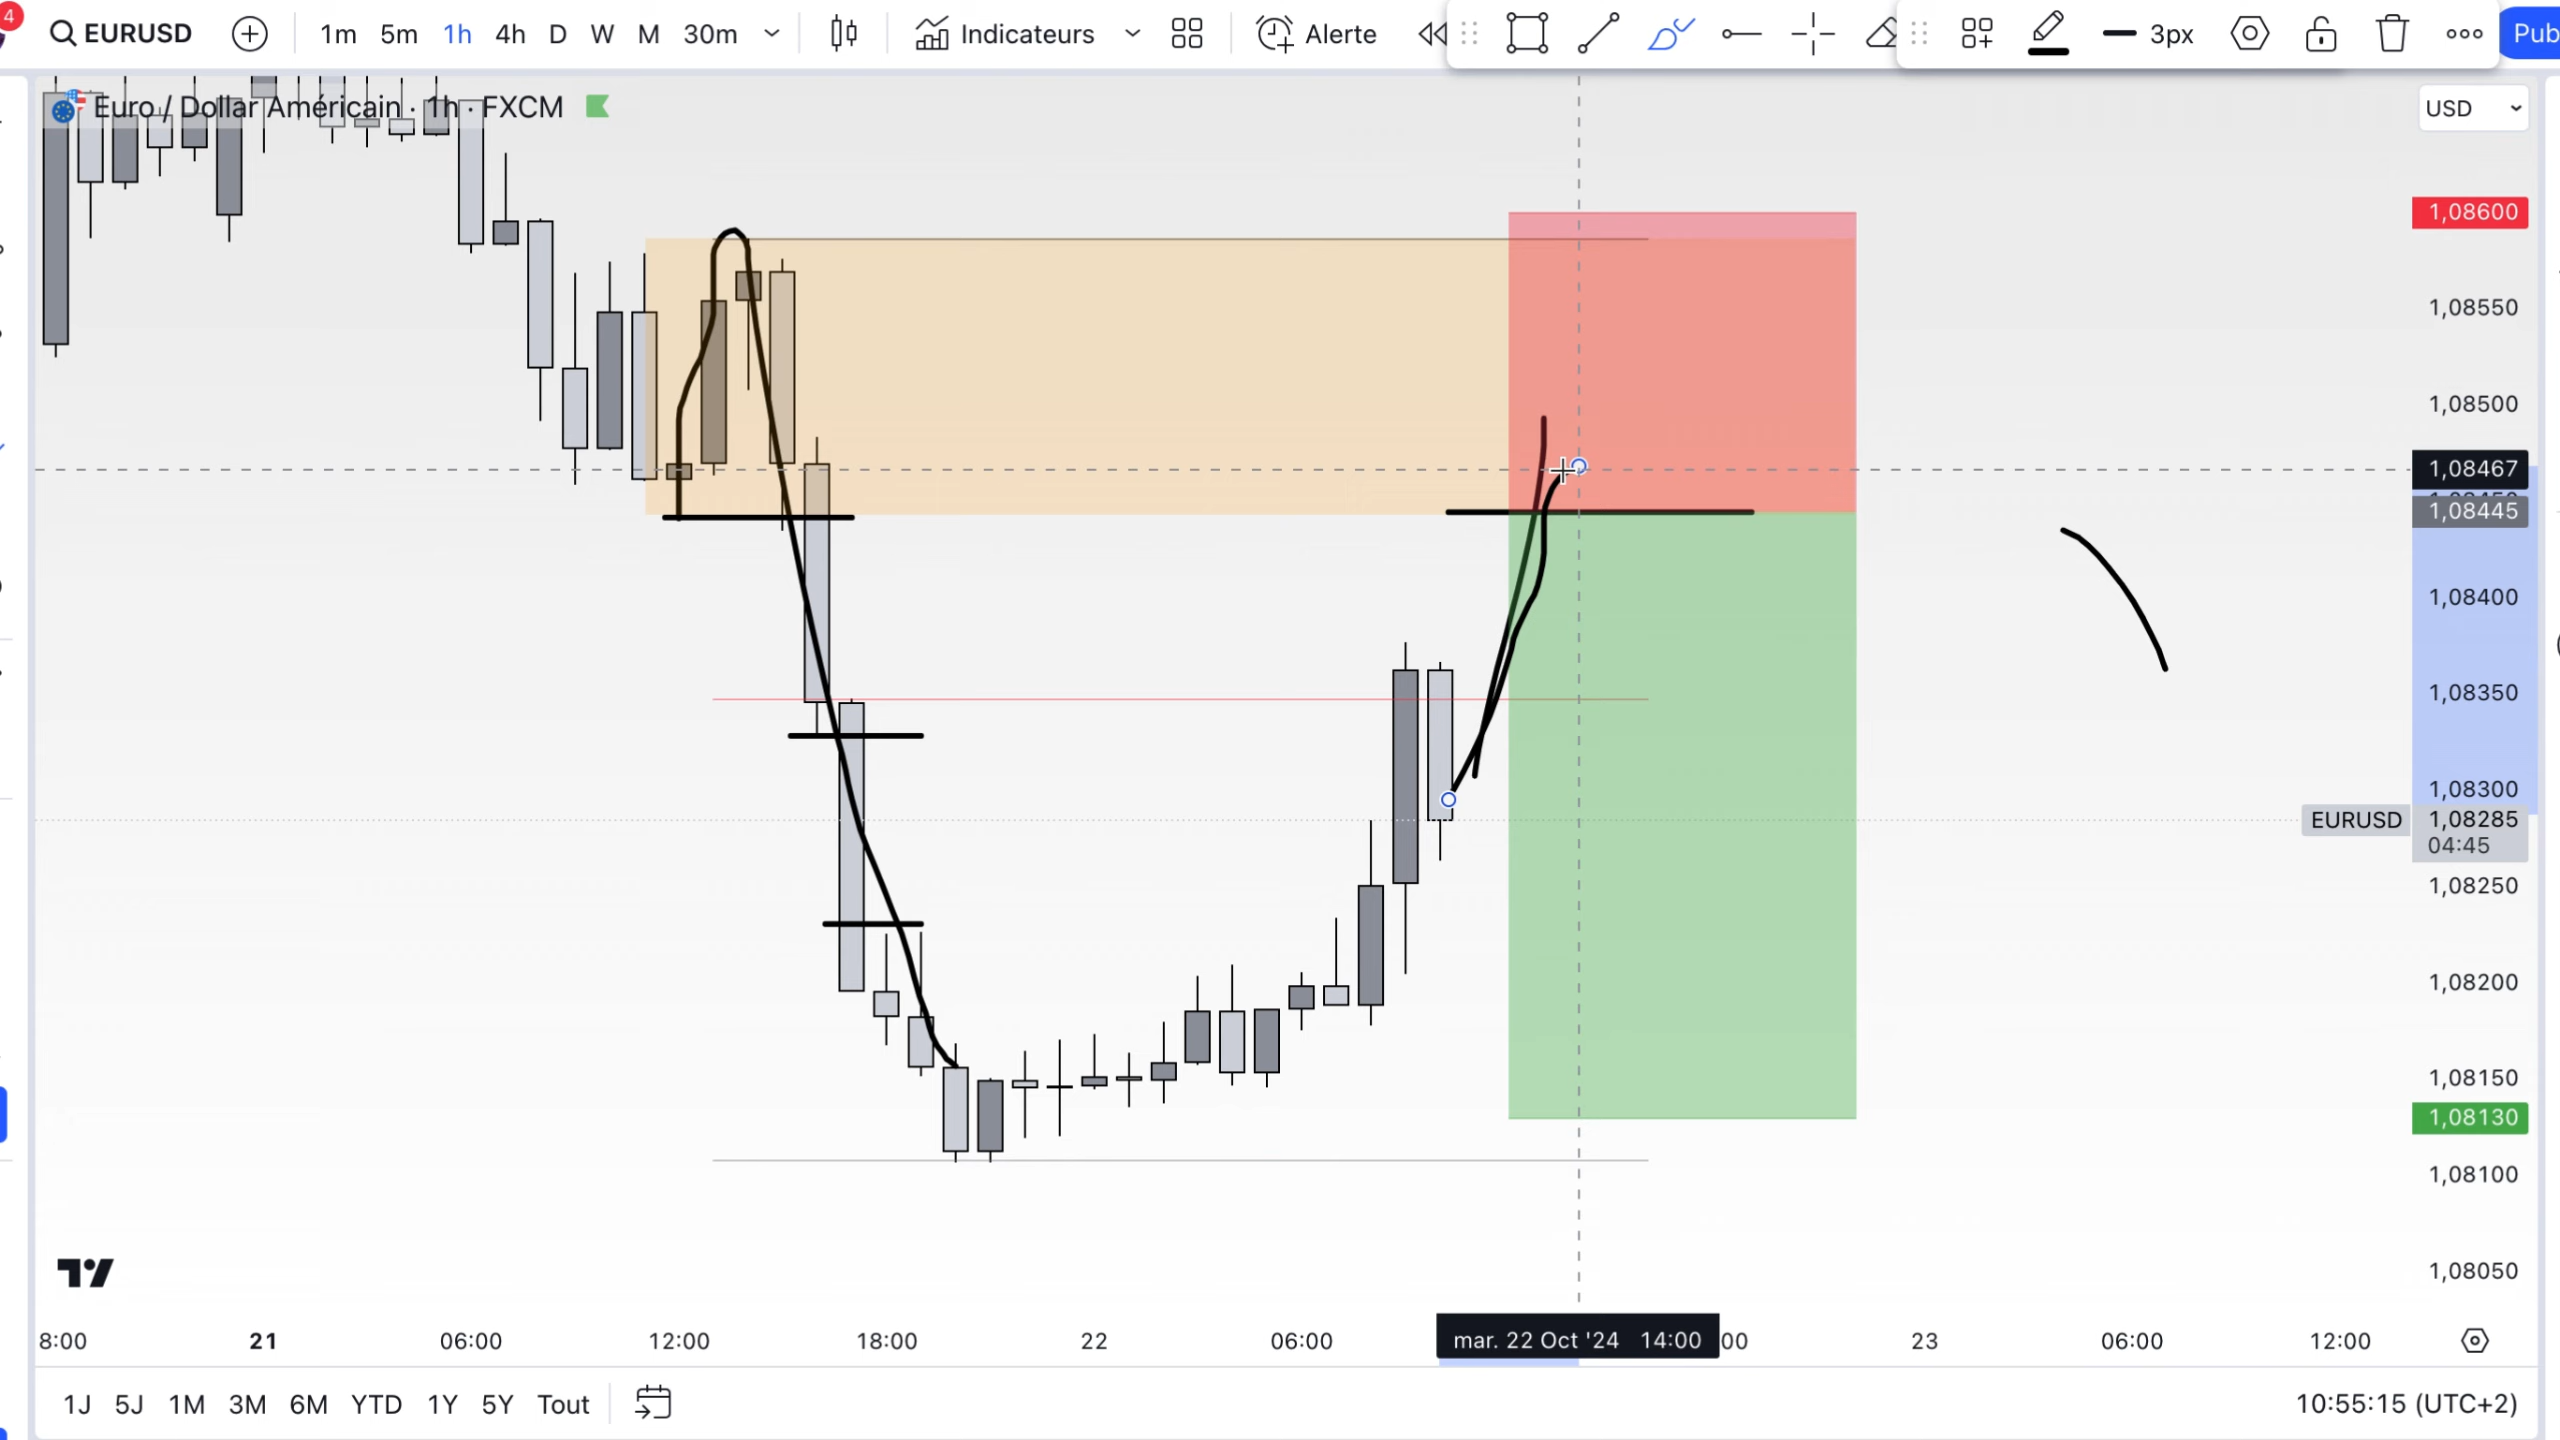 4
EURUSD
1m 5m 1h 4h D W M 30m
Indicateurs
Alerte
3px
Pub
Euro / Dollar Américain · 1h · FXCM
USD
1,08600
1,08550
1,08500
1,08467
1,08445
1,08400
1,08350
1,08300
EURUSD 1,08285
04:45
1,08250
1,08200
1,08150
1,08130
1,08100
1,08050
8:00 21 06:00 12:00 18:00 22 06:00 mar. 22 Oct '24 14:00 00 23 06:00 12:00
1J 5J 1M 3M 6M YTD 1Y 5Y Tout
10:55:15 (UTC+2)